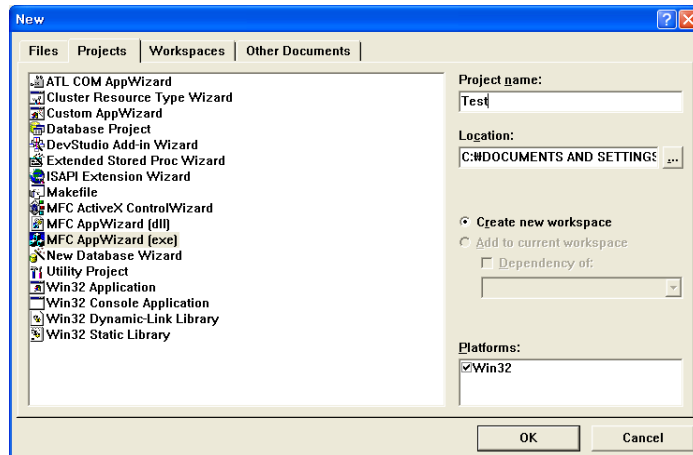 New
Files Projects Workspaces Other Documents
ATL COM AppWizard
Cluster Resource Type Wizard
Custom AppWizard
Database Project
DevStudio Add-in Wizard
Extended Stored Proc Wizard
ISAPI Extension Wizard
Makefile
MFC ActiveX ControlWizard
MFC AppWizard (dll)
MFC AppWizard (exe)
New Database Wizard
Utility Project
Win32 Application
Win32 Console Application
Win32 Dynamic-Link Library
Win32 Static Library
Project name:
Test
Location:
C:₩DOCUMENTS AND SETTINGS
...
Create new workspace
Add to current workspace
Dependency of:
Platforms:
Win32
OK Cancel